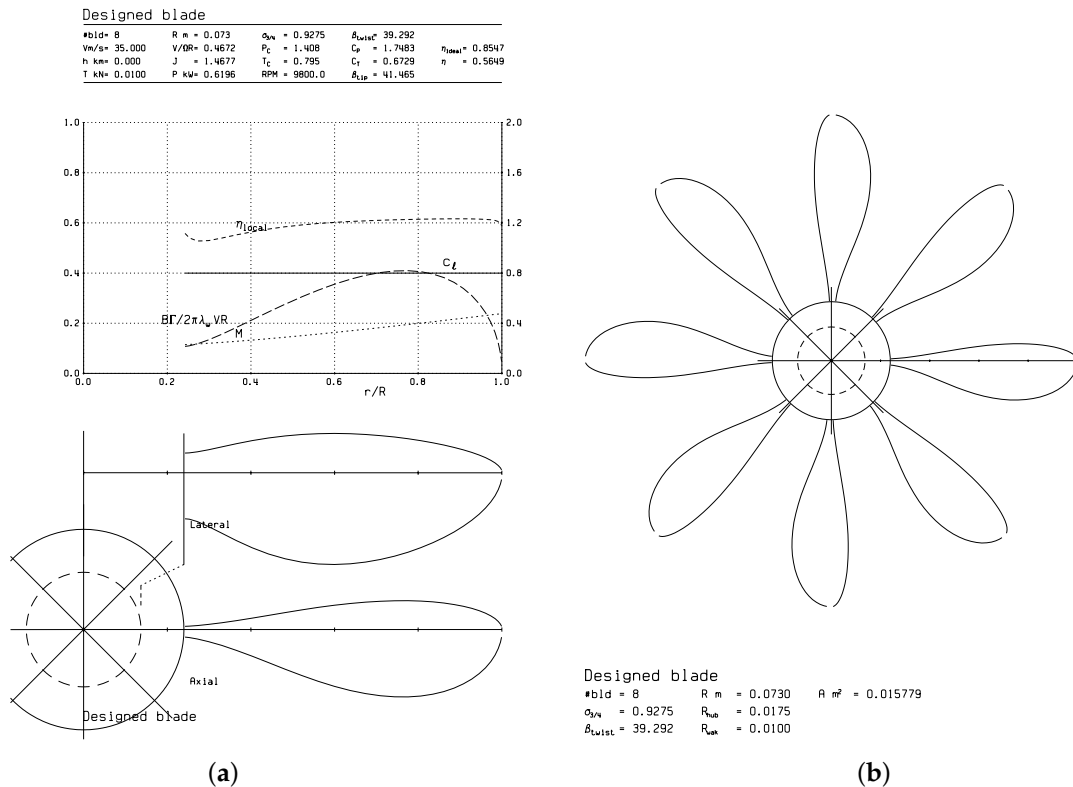 Designed blade
#bld= 8 R m = 0.073 σ3/4 = 0.9275 βtwist= 39.292
Vm/s= 35.000 V/ΩR= 0.4672 PC = 1.408 CP = 1.7483 ηideal= 0.8547
h km= 0.000 J = 1.4677 TC = 0.795 CT = 0.6729 η = 0.5649
T kN= 0.0100 P kW= 0.6196 RPM = 9800.0 βtip = 41.465
1.0 2.0
0.8 1.6
0.6 1.2
ηlocal
cℓ
0.4 0.8
BΓ/2πλwVR
0.2 0.4
M
0.0 0.0
0.0 0.2 0.4 0.6 0.8 1.0
r/R
Lateral
Axial
Designed blade
(a)
Designed blade
#bld = 8 R m = 0.0730 A m² = 0.015779
σ3/4 = 0.9275 Rhub = 0.0175
βtwist = 39.292 Rwak = 0.0100
(b)